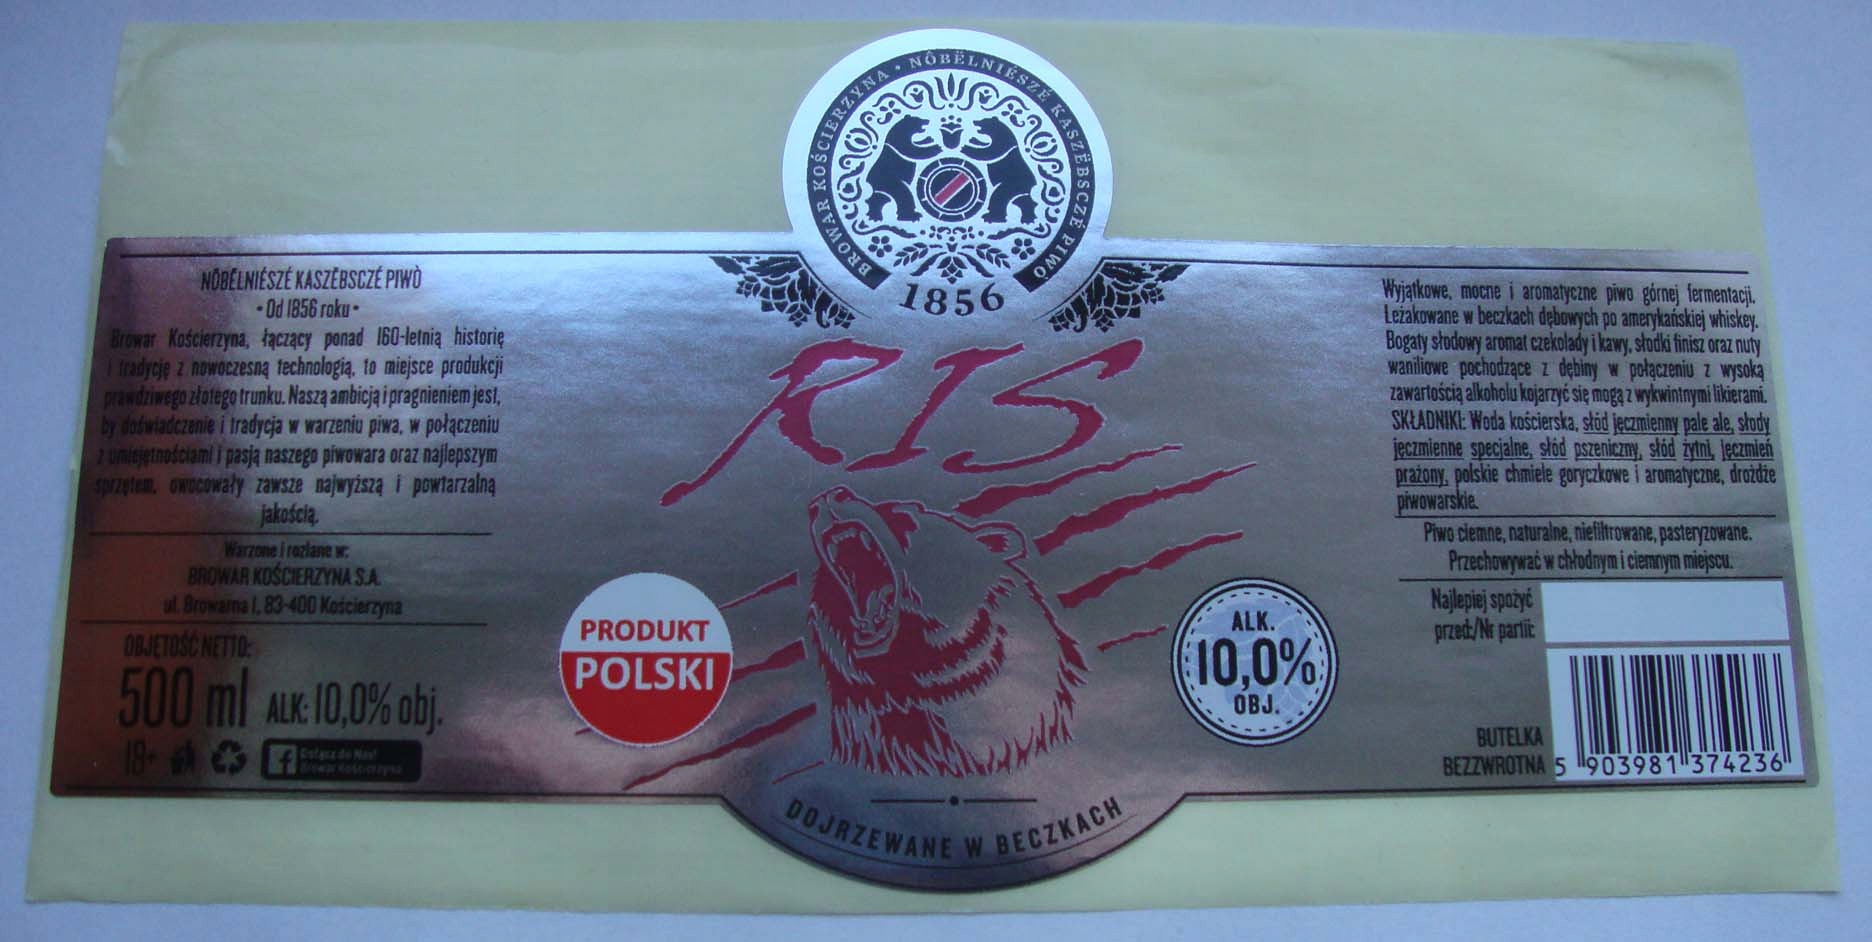 BROWAR KOŚCIERZYNA • NÔBËLNIÉSZÉ KASZËBSCZÉ PIWÒ
1856
NÔBËLNIÉSZÉ KASZËBSCZÉ PIWÒ
• Od 1856 roku •
Browar Kościerzyna, łączący ponad 160-letnią historię
i tradycję z nowoczesną technologią, to miejsce produkcji
prawdziwego złotego trunku. Naszą ambicją i pragnieniem jest,
by doświadczenie i tradycja w warzeniu piwa, w połączeniu
z umiejętnościami i pasją naszego piwowara oraz najlepszym
sprzętem, owocowały zawsze najwyższą i powtarzalną
jakością.
Warzone i rozlane w:
BROWAR KOŚCIERZYNA S.A.
ul. Browarna 1, 83-400 Kościerzyna
OBJĘTOŚĆ NETTO:
500 ml ALK: 10,0% obj.
18+
f Dołącz do Nas!
Browar Kościerzyna
RIS
PRODUKT
POLSKI
ALK.
10,0%
OBJ.
DOJRZEWANE W BECZKACH
Wyjątkowe, mocne i aromatyczne piwo górnej fermentacji.
Leżakowane w beczkach dębowych po amerykańskiej whiskey.
Bogaty słodowy aromat czekolady i kawy, słodki finisz oraz nuty
waniliowe pochodzące z dębiny w połączeniu z wysoką
zawartością alkoholu kojarzyć się mogą z wykwintnymi likierami.
SKŁADNIKI: Woda kościerska, słód jęczmienny pale ale, słody
jęczmienne specjalne, słód pszeniczny, słód żytni, jęczmień
prażony, polskie chmiele goryczkowe i aromatyczne, drożdże
piwowarskie.
Piwo ciemne, naturalne, niefiltrowane, pasteryzowane.
Przechowywać w chłodnym i ciemnym miejscu.
Najlepiej spożyć
przed:/Nr partii:
BUTELKA
BEZZWROTNA
5 903981 374236